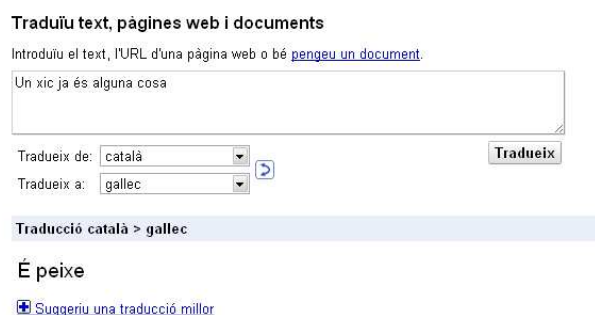 Traduïu text, pàgines web i documents
Introduïu el text, l'URL d'una pàgina web o bé pengeu un document.
Un xic ja és alguna cosa
Tradueix de: català
Tradueix
Tradueix a: gallec
Traducció català > gallec
É peixe
Suggeriu una traducció millor